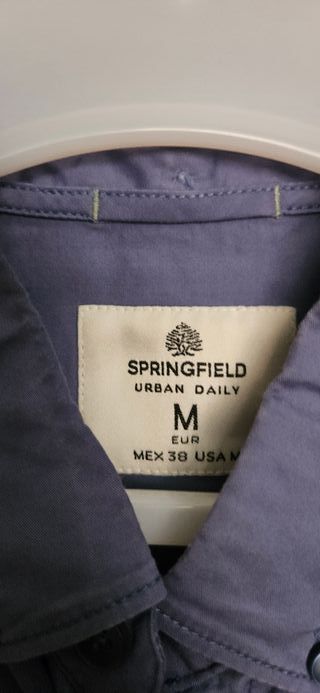 SPRINGFIELD
URBAN DAILY
M
EUR
MEX 38 USA M